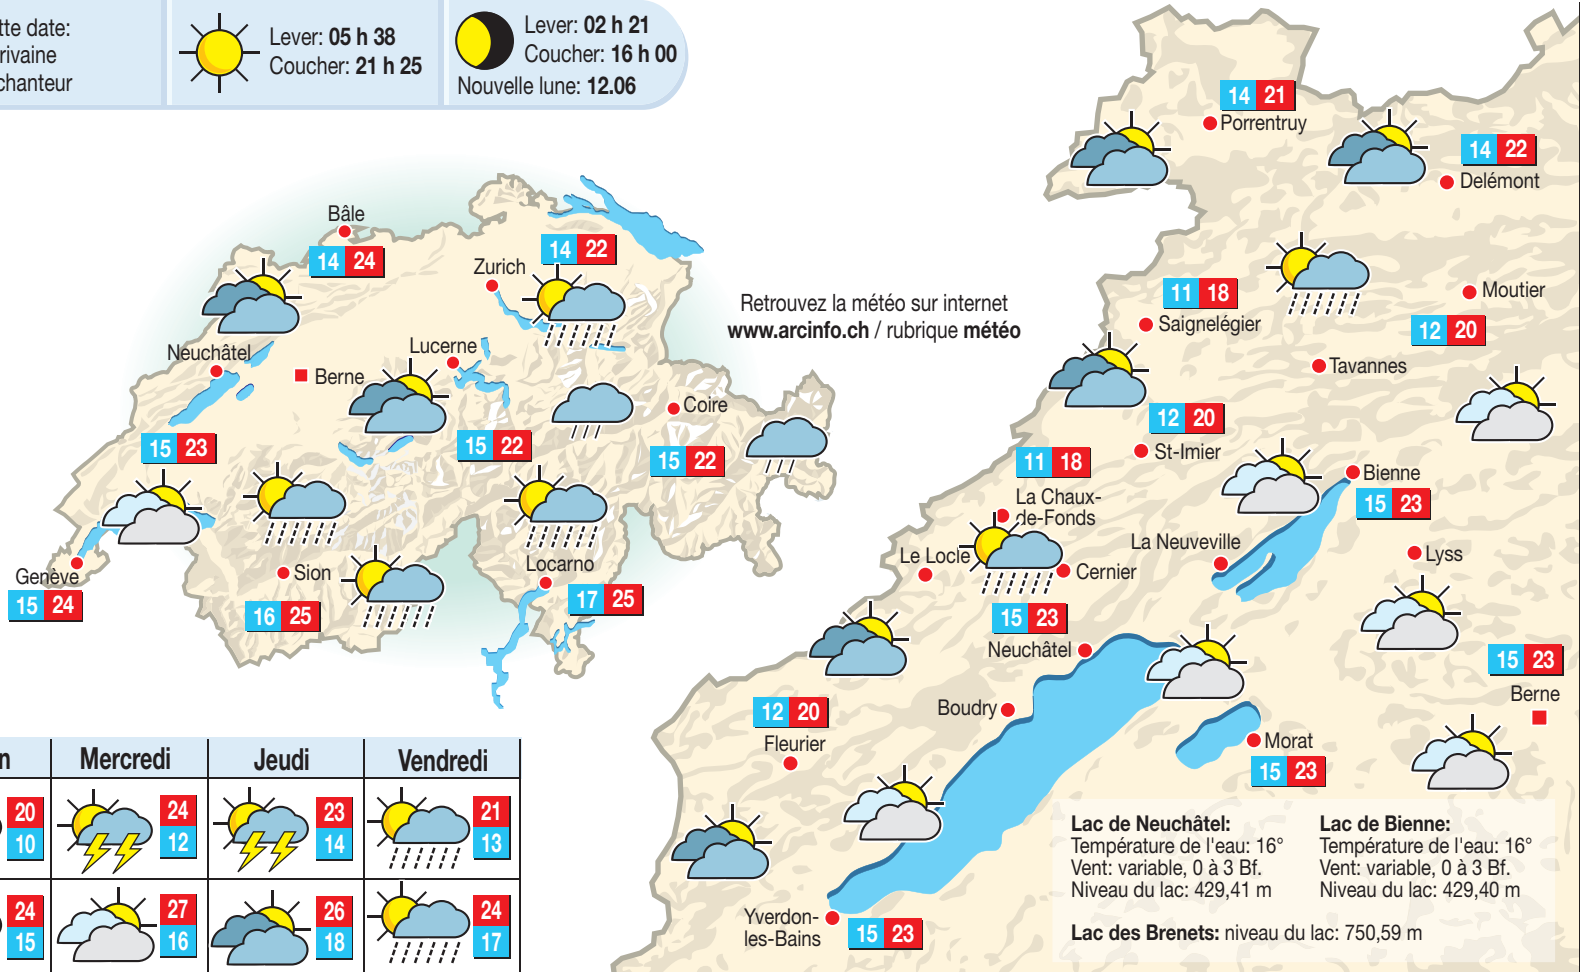 tte date:
rivaine
chanteur
Lever: 05 h 38
Coucher: 21 h 25
Lever: 02 h 21
Coucher: 16 h 00
Nouvelle lune: 12.06
Bâle
14 24
14 22
Zurich
Neuchâtel
Lucerne
Berne
Coire
15 23
15 22
15 22
Genève
15 24
Sion
16 25
Locarno
17 25
Retrouvez la météo sur internet
www.arcinfo.ch / rubrique météo
14 21
Porrentruy
14 22
Delémont
11 18
Saignelégier
Moutier
12 20
Tavannes
12 20
St-Imier
11 18
La Chaux-
de-Fonds
Bienne
15 23
Le Locle
Cernier
La Neuveville
Lyss
15 23
Neuchâtel
15 23
Berne
Boudry
12 20
Fleurier
Morat
15 23
Yverdon-
les-Bains
15 23
n
Mercredi
Jeudi
Vendredi
20 24 23 21
10 12 14 13
24 27 26 24
15 16 18 17
Lac de Neuchâtel:
Température de l'eau: 16°
Vent: variable, 0 à 3 Bf.
Niveau du lac: 429,41 m
Lac de Bienne:
Température de l'eau: 16°
Vent: variable, 0 à 3 Bf.
Niveau du lac: 429,40 m
Lac des Brenets: niveau du lac: 750,59 m